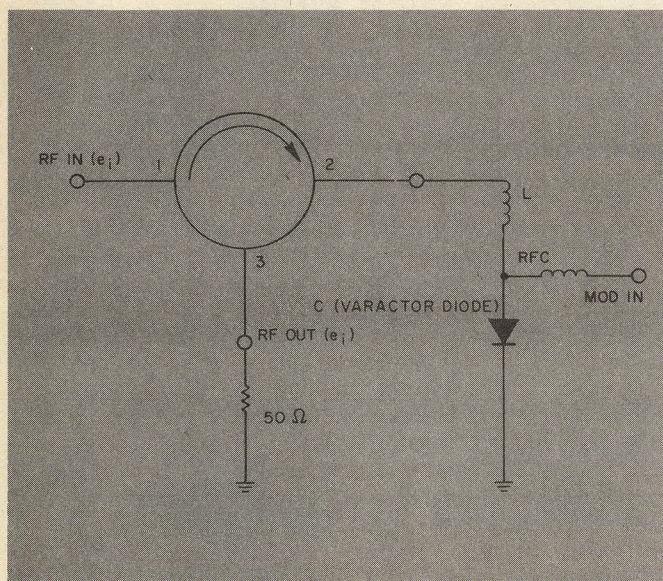 RF IN (ei)
1
2
3
L
RFC
MOD IN
C (VARACTOR DIODE)
RF OUT (ei)
50 Ω